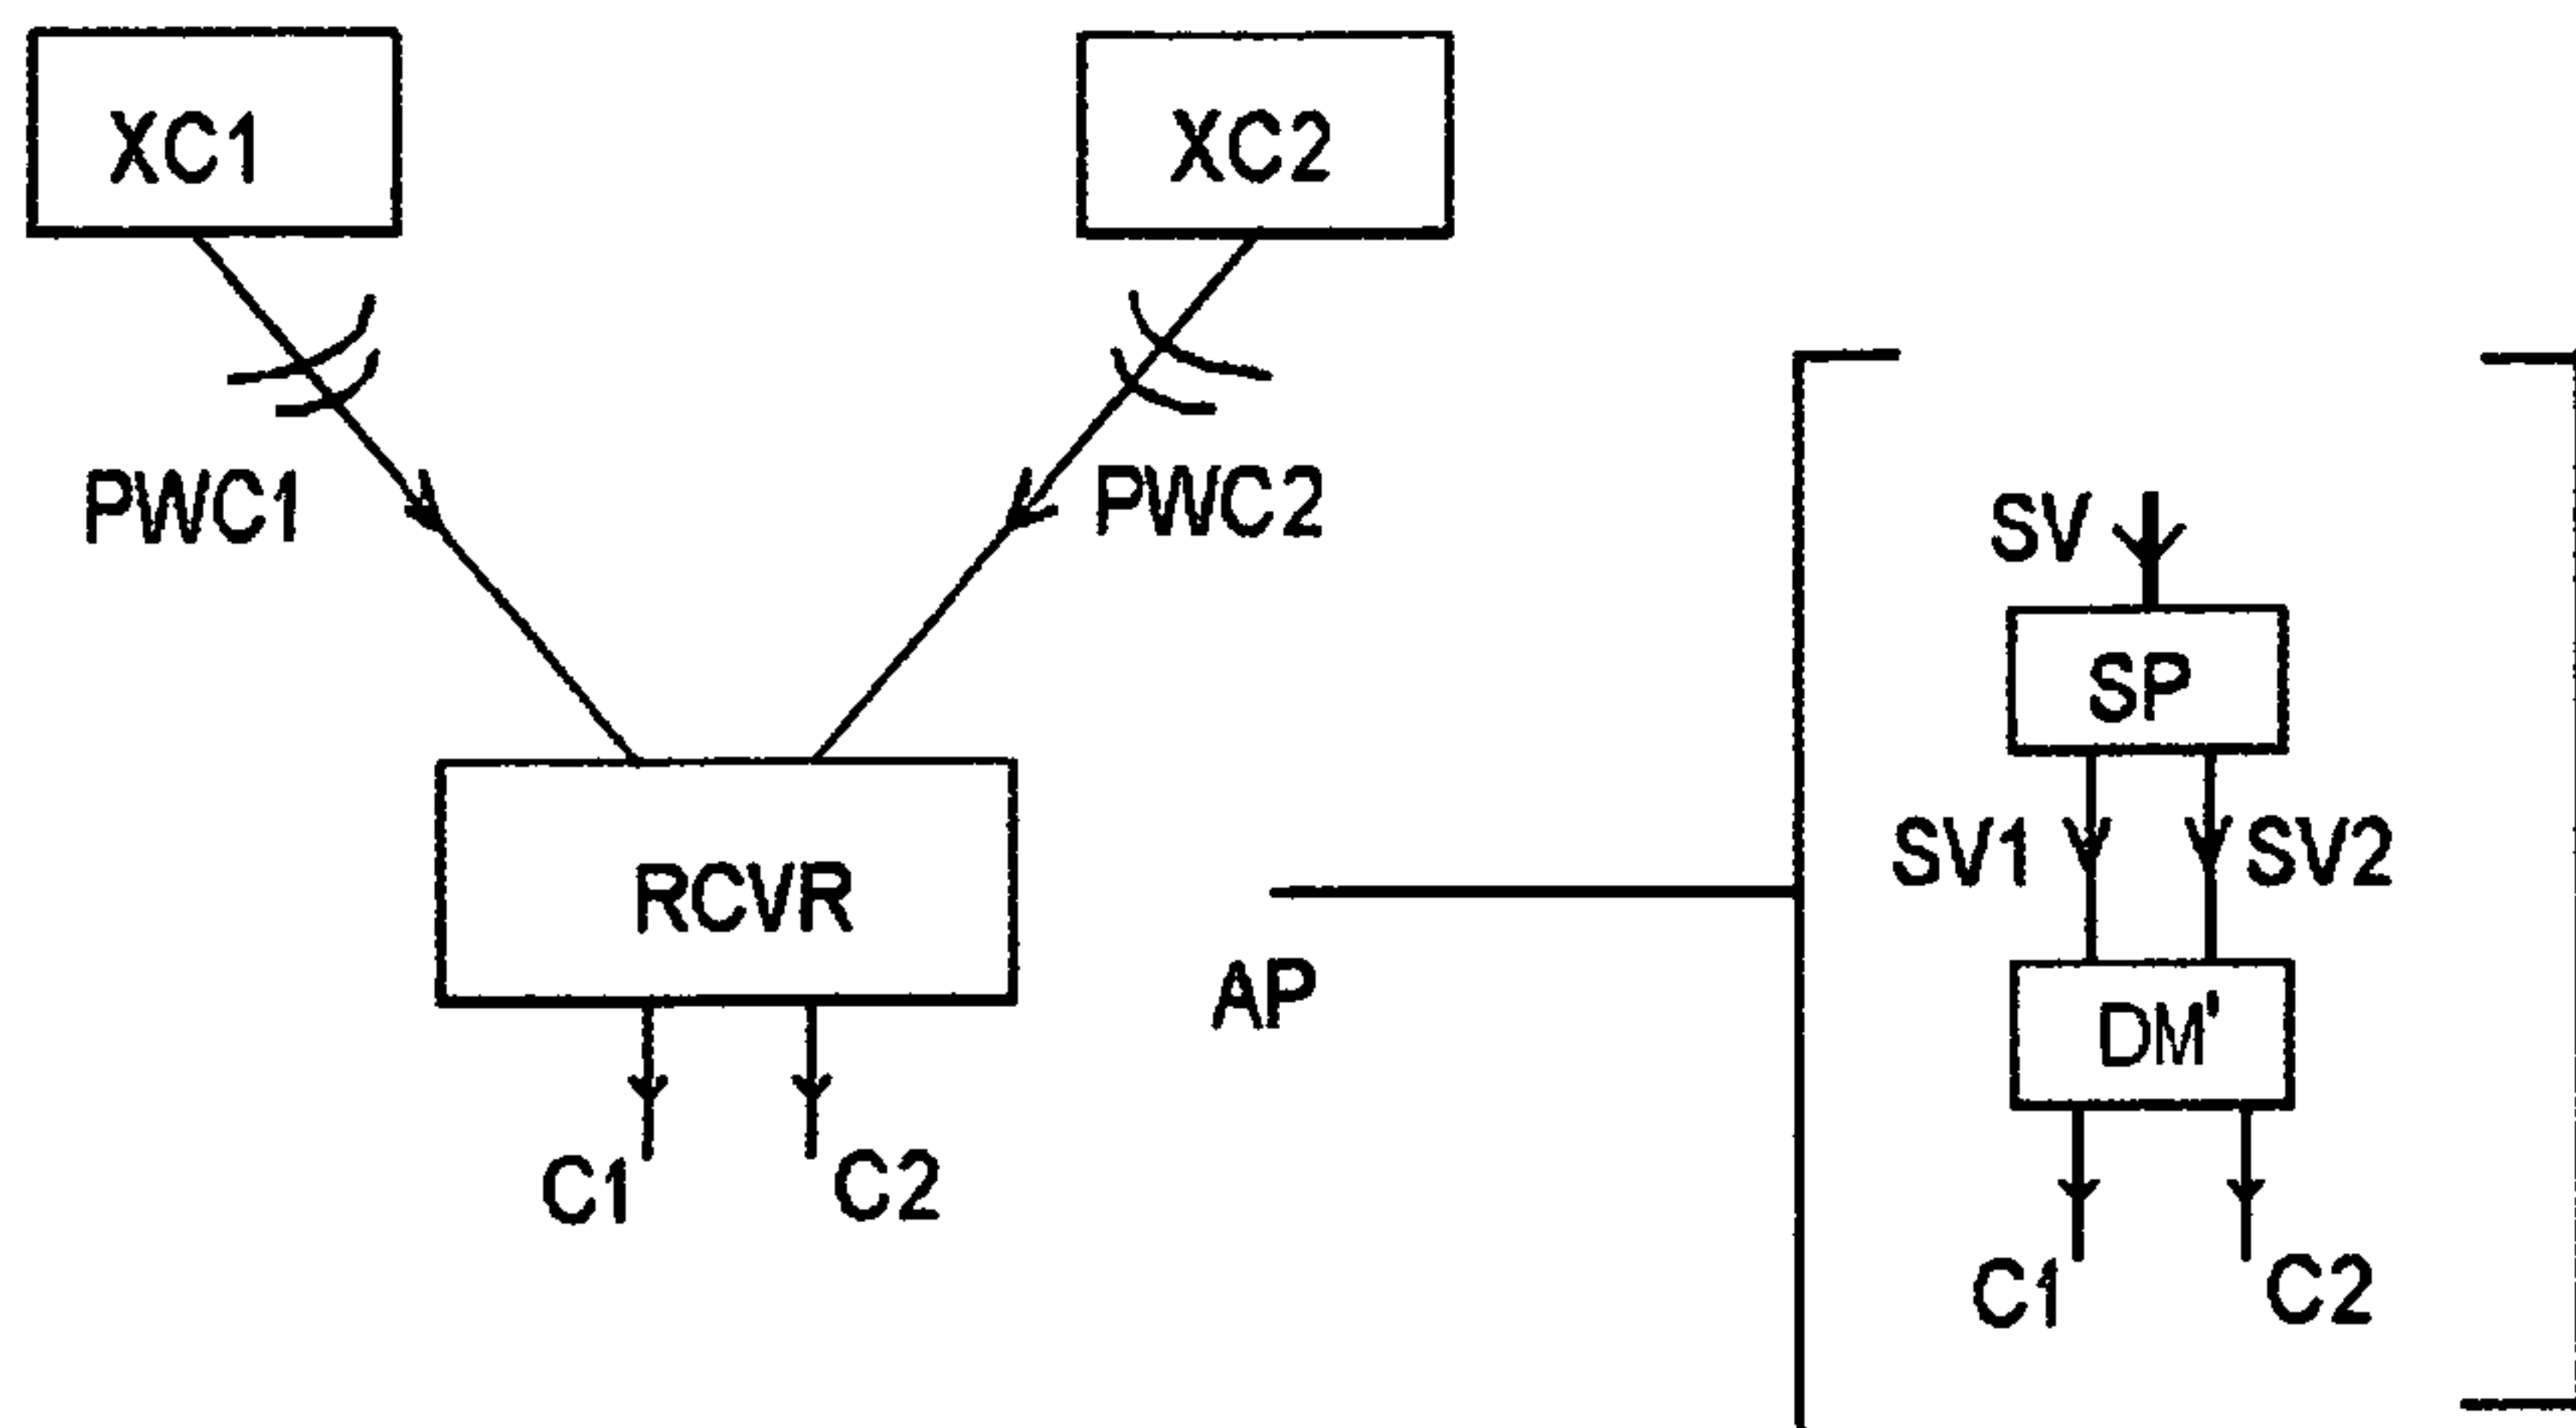 XC1 XC2
PWC1 PWC2
SV
SP
SV1 SV2
RCVR
AP
DM'
C1 C2
C1 C2